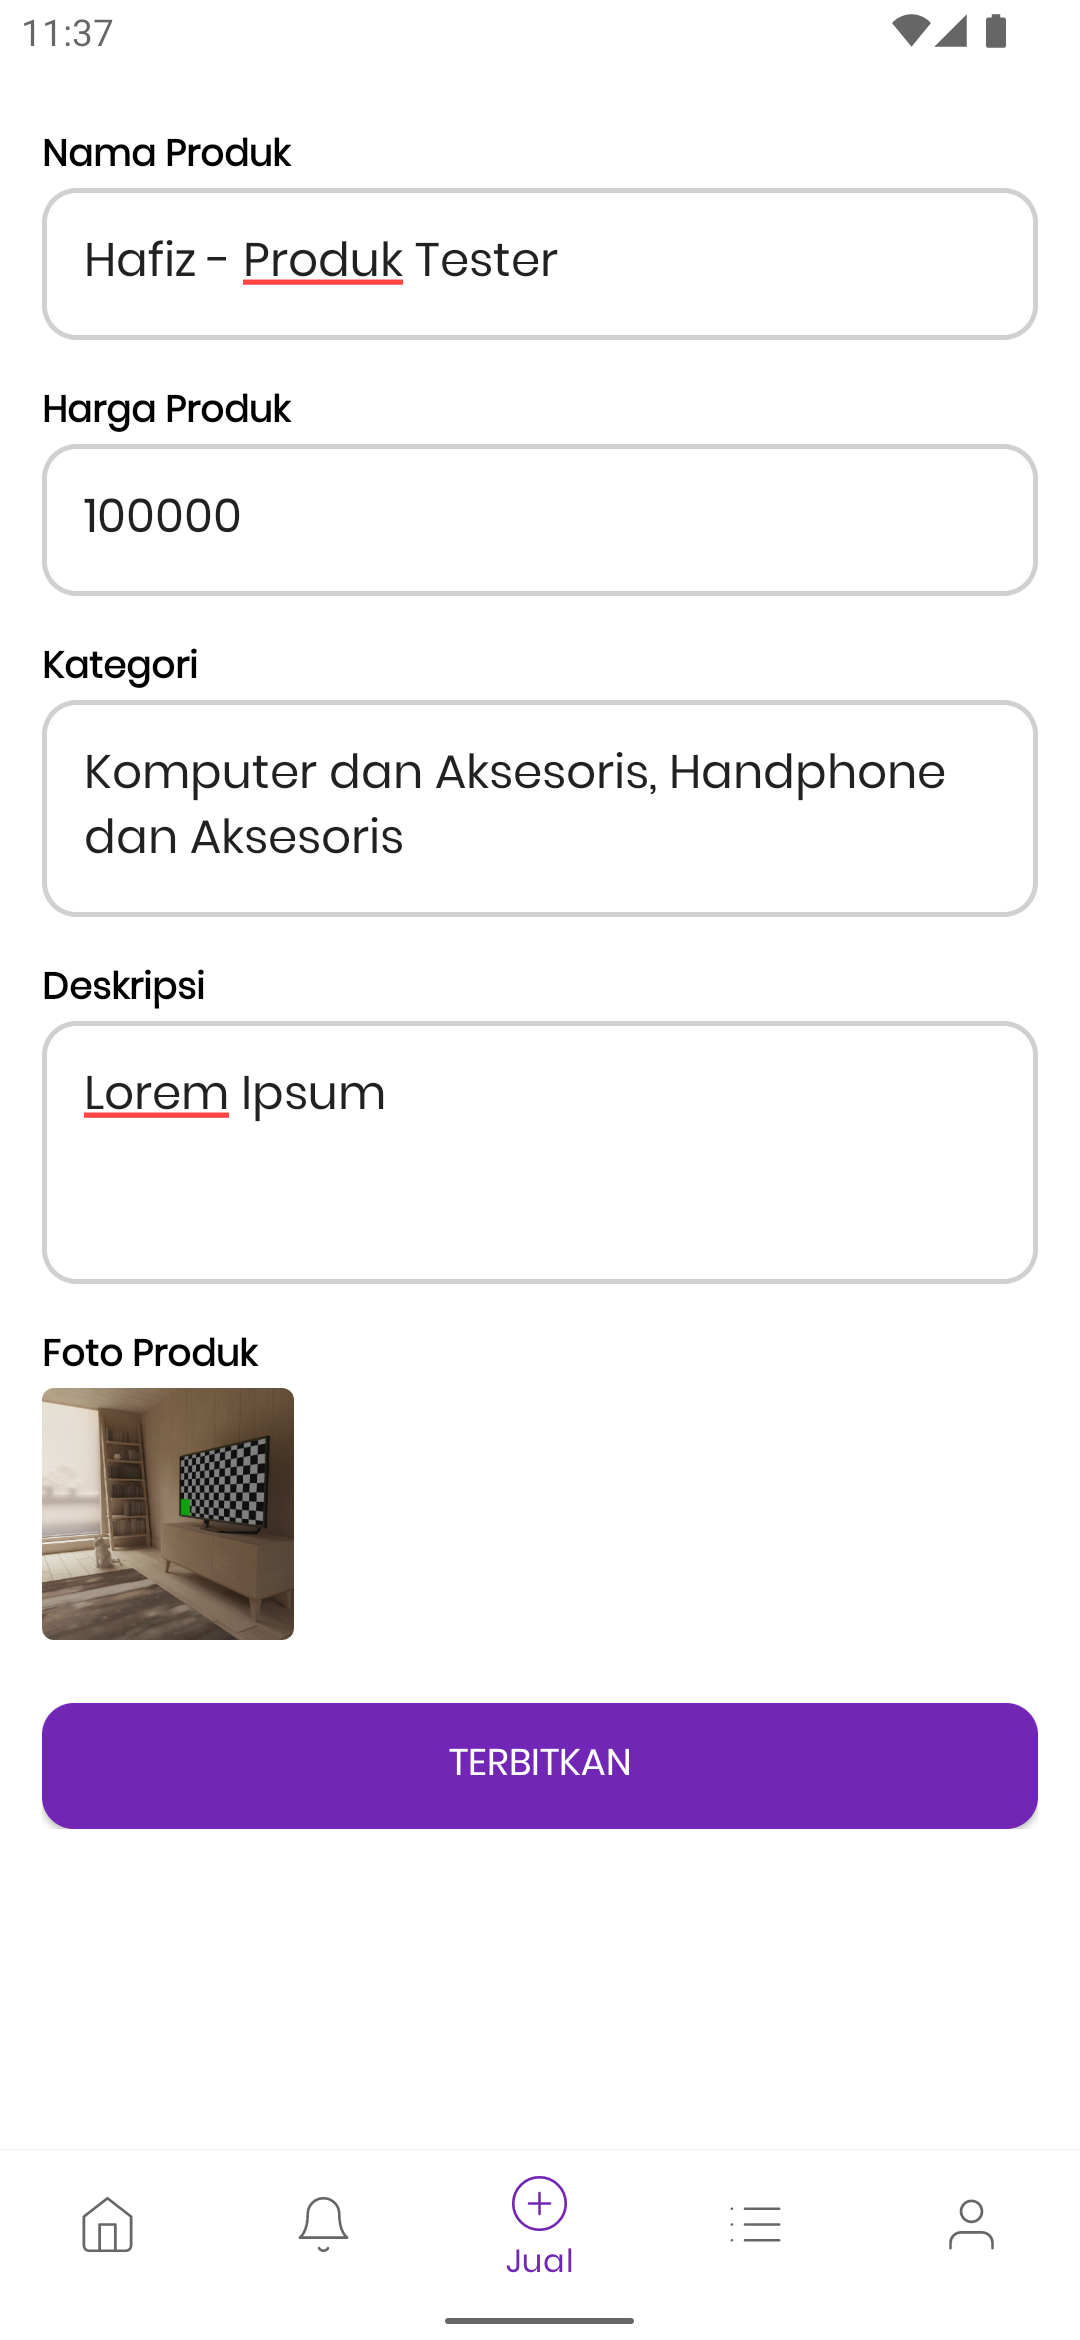 11:37
Nama Produk
Hafiz - Produk Tester
Harga Produk
100000
Kategori
Komputer dan Aksesoris, Handphone
dan Aksesoris
Deskripsi
Lorem Ipsum
Foto Produk
TERBITKAN
Jual